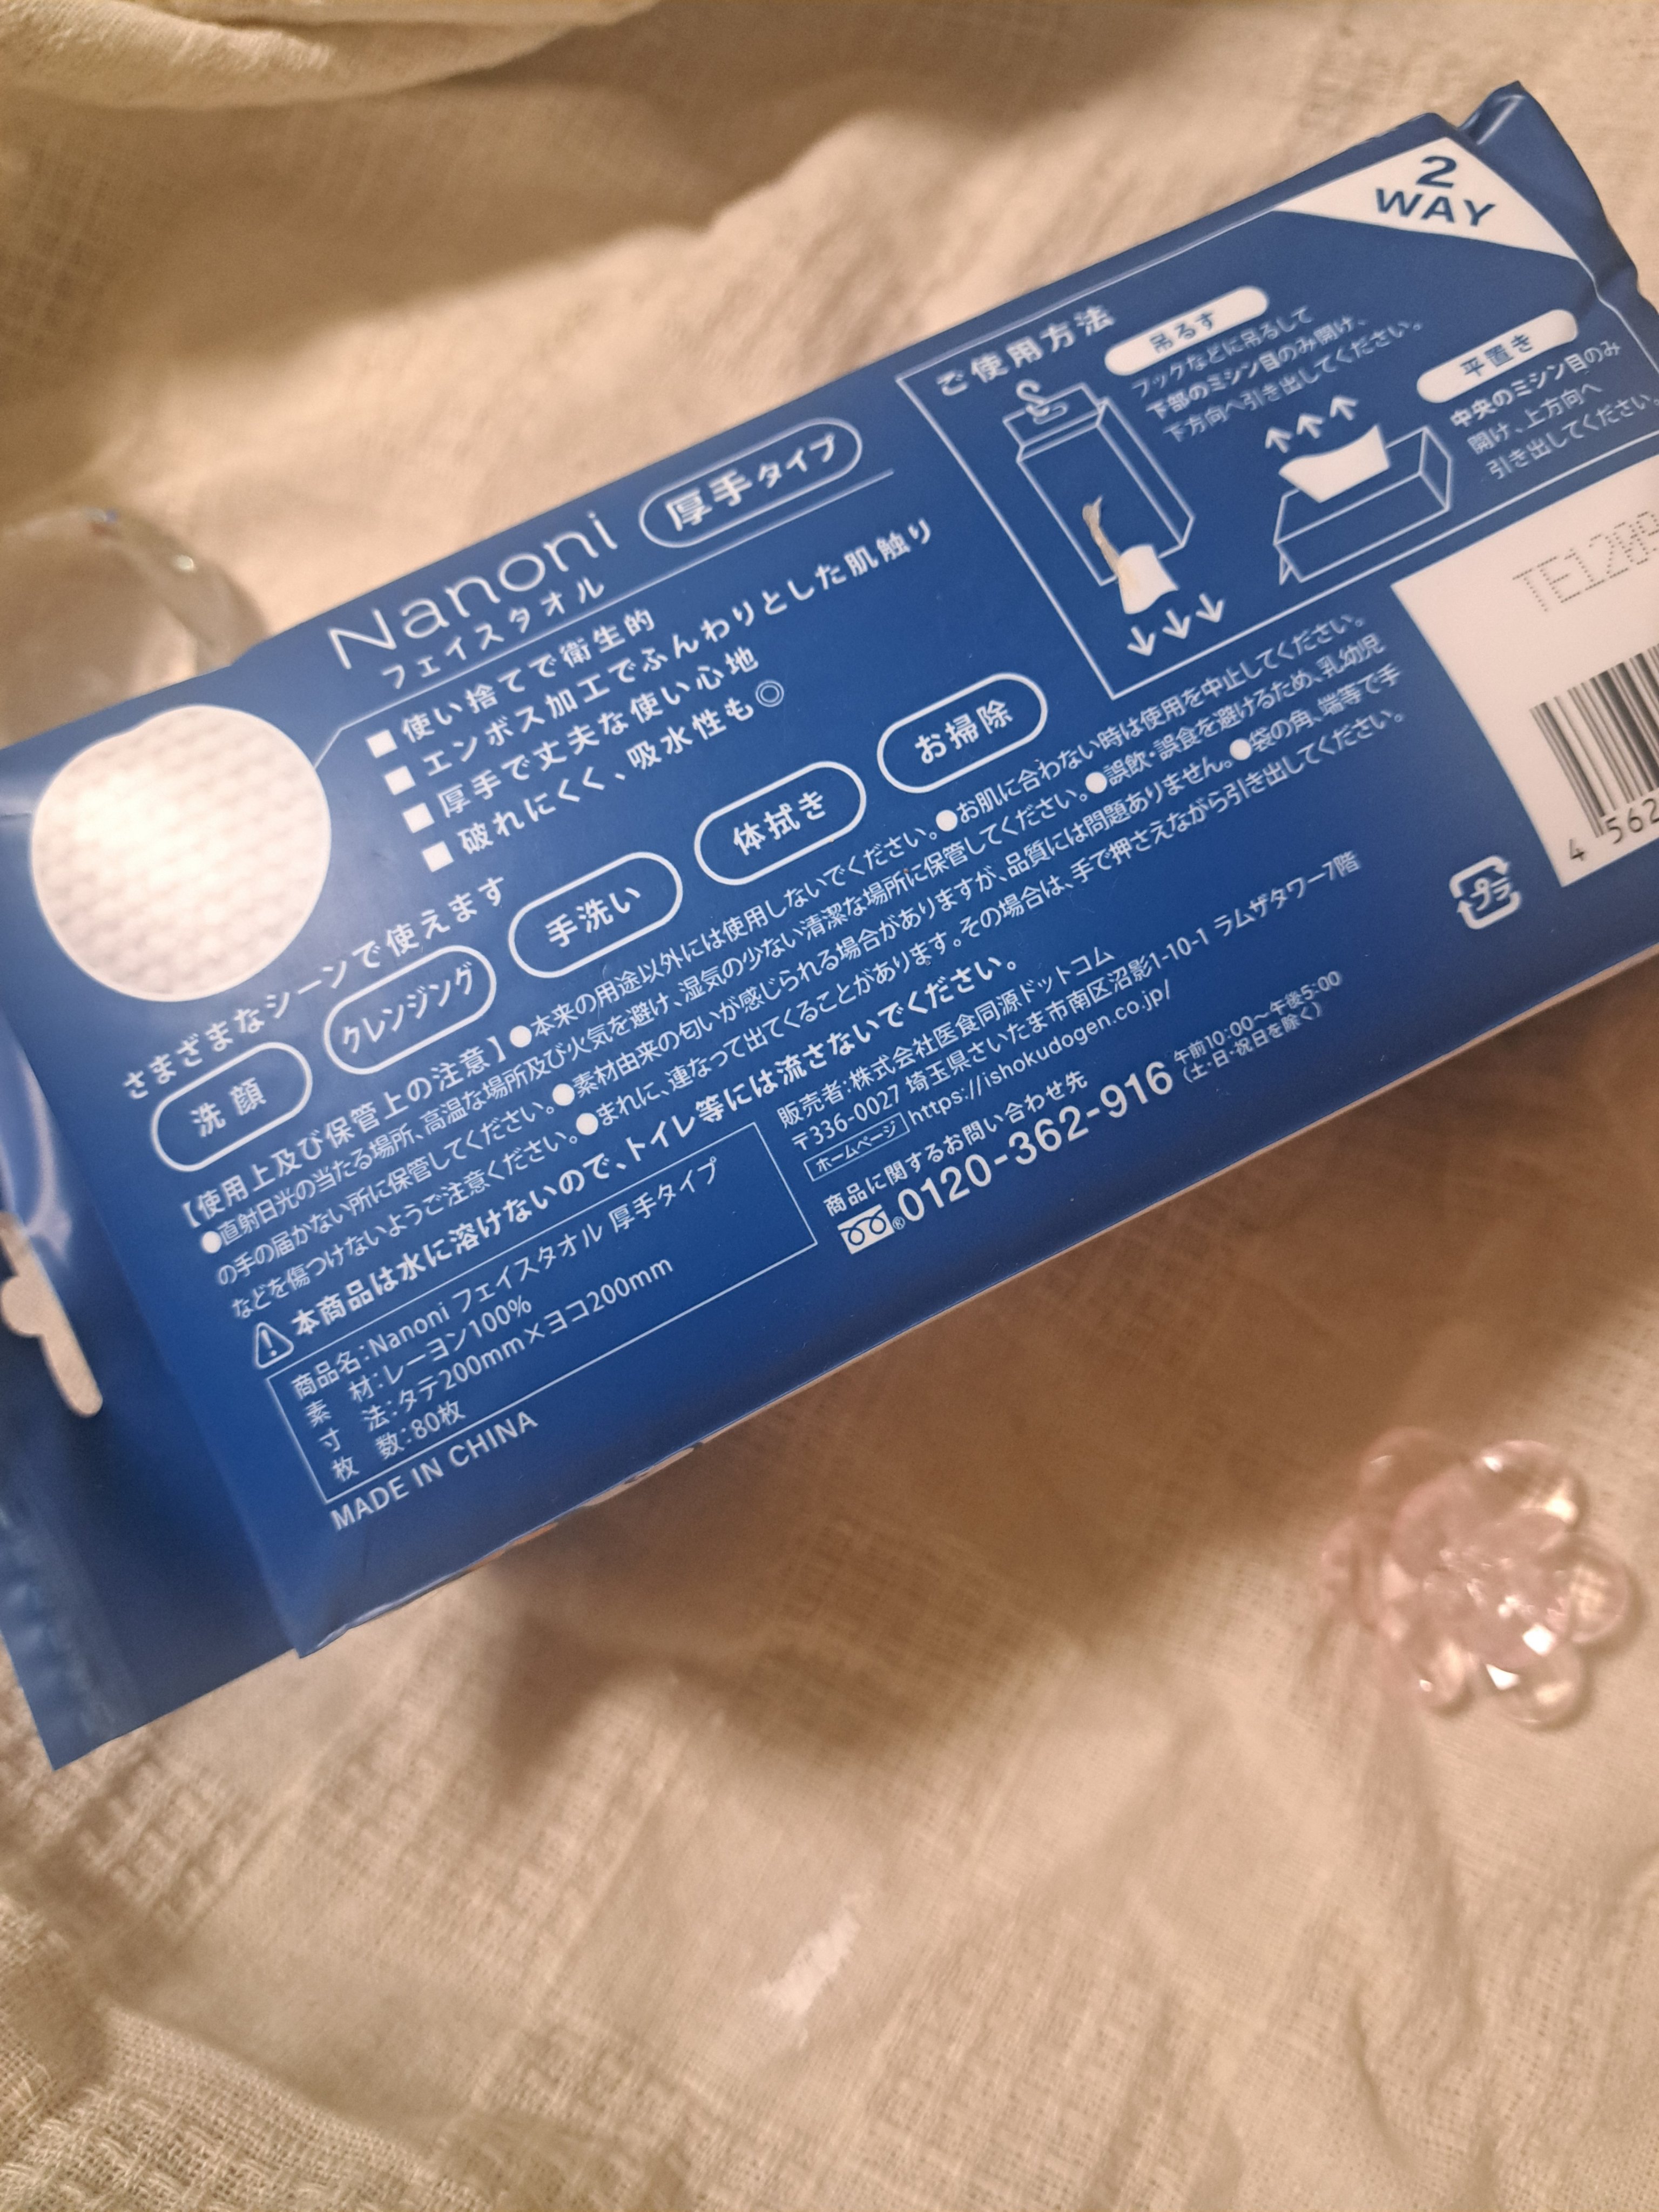 2
WAY
ご使用方法
吊るす
フックなどに吊るして
下部のミシン目のみ開け、
下方向へ引き出してください。
平置き
中央のミシン目のみ
開け、上方向へ
引き出してください。
Nanoni
フェイスタオル
厚手タイプ
■使い捨てで衛生的
■エンボス加工でふんわりとした肌触り
■厚手で丈夫な使い心地
■破れにくく、吸水性も◎
さまざまなシーンで使えます
洗顔
クレンジング
手洗い
体拭き
お掃除
【使用上及び保管上の注意】●本来の用途以外には使用しないでください。●お肌に合わない時は使用を中止してください。
●直射日光の当たる場所、高温な場所及び火気を避け、湿気の少ない清潔な場所に保管してください。●誤飲・誤食を避けるため、乳幼児
の手の届かない所に保管してください。●素材由来の匂いが感じられる場合がありますが、品質には問題ありません。●袋の角、端等で手
などを傷つけないようご注意ください。●まれに、連なって出てくることがあります。その場合は、手で押さえながら引き出してください。
本商品は水に溶けないので、トイレ等には流さないでください。
商品名:Nanoni フェイスタオル 厚手タイプ
素 材:レーヨン100%
寸 法:タテ200mm×ヨコ200mm
枚 数:80枚
MADE IN CHINA
販売者:株式会社医食同源ドットコム
〒336-0027 埼玉県さいたま市南区沼影1-10-1 ラムザタワー7階
ホームページ https://ishokudogen.co.jp/
商品に関するお問い合わせ先
®0120-362-916 午前10:00〜午後5:00
(土・日・祝日を除く)
プラ
TE1209
4 562